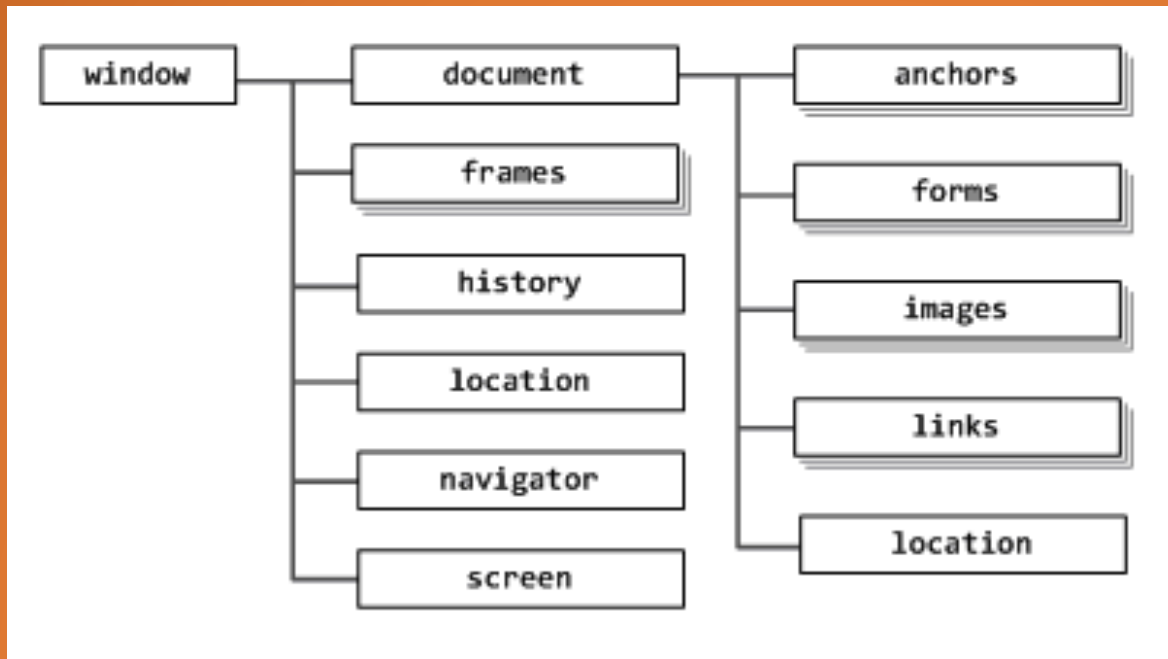 window
document
anchors
frames
forms
history
images
location
links
navigator
location
screen